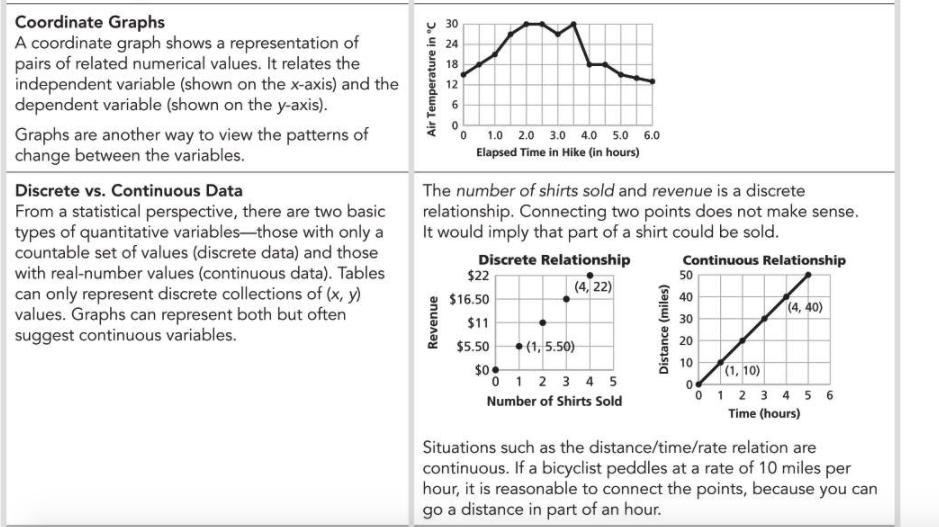 Coordinate Graphs
A coordinate graph shows a representation of
pairs of related numerical values. It relates the
independent variable (shown on the x-axis) and the
dependent variable (shown on the y-axis).
Graphs are another way to view the patterns of
change between the variables.
Air Temperature in °C
30
24
18
12
6
0
0 1.0 2.0 3.0 4.0 5.0 6.0
Elapsed Time in Hike (in hours)
Discrete vs. Continuous Data
From a statistical perspective, there are two basic
types of quantitative variables—those with only a
countable set of values (discrete data) and those
with real-number values (continuous data). Tables
can only represent discrete collections of (x, y)
values. Graphs can represent both but often
suggest continuous variables.
The number of shirts sold and revenue is a discrete
relationship. Connecting two points does not make sense.
It would imply that part of a shirt could be sold.
Discrete Relationship
Revenue
$22
$16.50
$11
$5.50
$0
(4, 22)
(1, 5.50)
0 1 2 3 4 5
Number of Shirts Sold
Continuous Relationship
Distance (miles)
50
40
30
20
10
0
(4, 40)
(1, 10)
0 1 2 3 4 5 6
Time (hours)
Situations such as the distance/time/rate relation are
continuous. If a bicyclist peddles at a rate of 10 miles per
hour, it is reasonable to connect the points, because you can
go a distance in part of an hour.